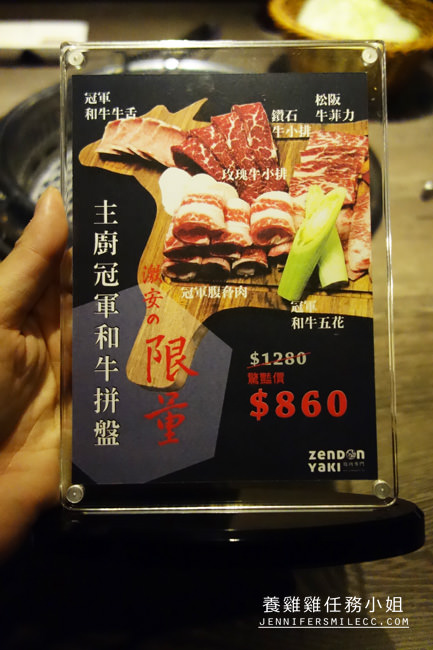 冠軍
和牛牛舌
鑽石
牛小排
松阪
牛菲力
玫瑰牛小排
主廚冠軍和牛拼盤
激安の
限量
冠軍腹脅肉
冠軍
和牛五花
$1280
驚豔價
$860
ZENDON
YAKI
養雞雞任務小姐
JENNIFERSMILECC.COM